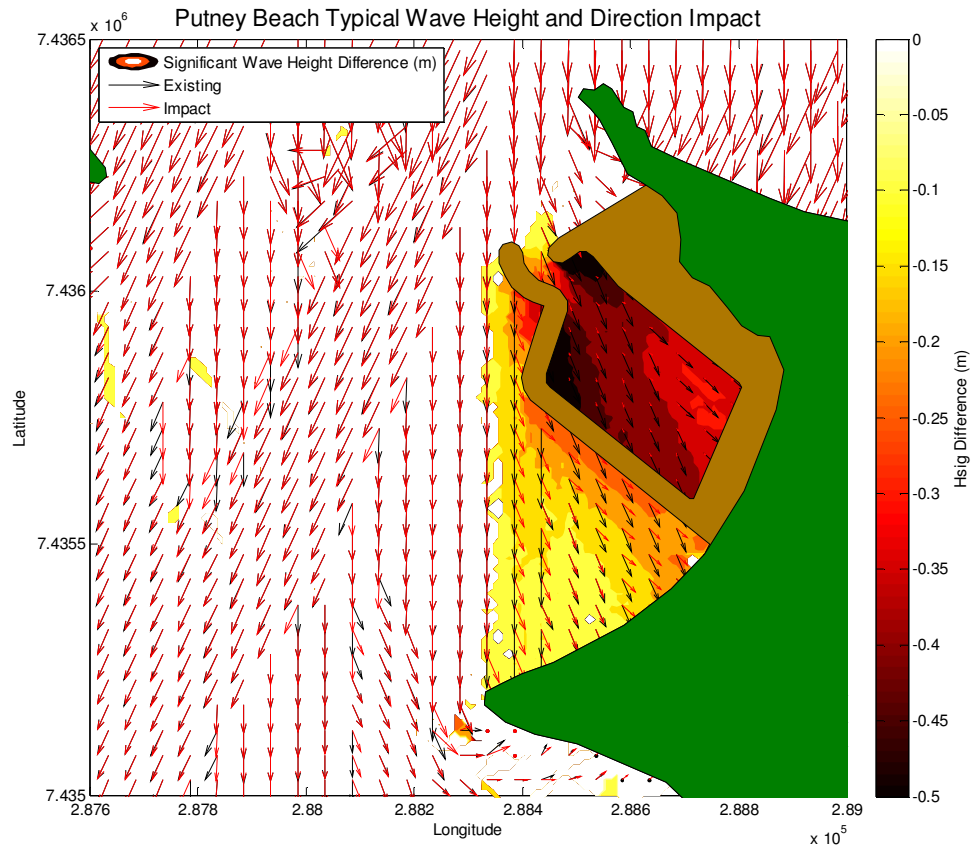 Putney Beach Typical Wave Height and Direction Impact
x 10^6
7.4365
7.436
7.4355
7.435
Latitude
Significant Wave Height Difference (m)
Existing
Impact
2.876 2.878 2.88 2.882 2.884 2.886 2.888 2.89
Longitude
x 10^5
0
-0.05
-0.1
-0.15
-0.2
-0.25
-0.3
-0.35
-0.4
-0.45
-0.5
Hsig Difference (m)